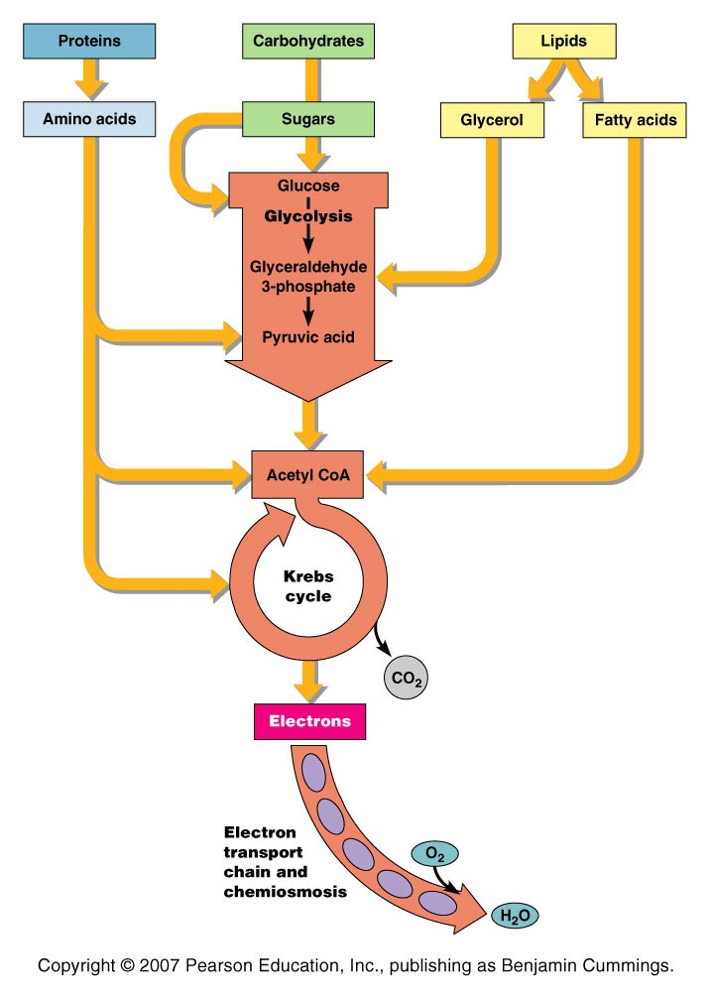 Proteins
Carbohydrates
Lipids
Amino acids
Sugars
Glycerol
Fatty acids
Glucose
Glycolysis
Glyceraldehyde
3-phosphate
Pyruvic acid
Acetyl CoA
Krebs
cycle
CO₂
Electrons
Electron
transport
chain and
chemiosmosis
O₂
H₂O
Copyright © 2007 Pearson Education, Inc., publishing as Benjamin Cummings.